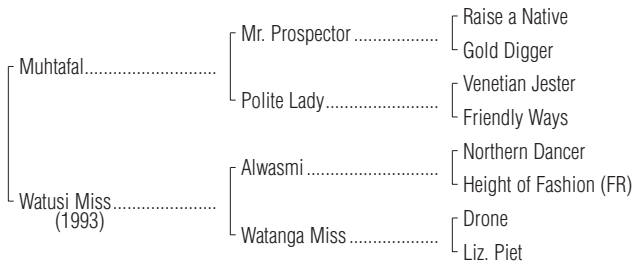 Raise a Native
Mr. Prospector ..................
Gold Digger
Muhtafal............................
Venetian Jester
Polite Lady........................
Friendly Ways
Northern Dancer
Alwasmi ............................
Height of Fashion (FR)
Watusi Miss......................
(1993)
Drone
Watanga Miss ...................
Liz. Piet